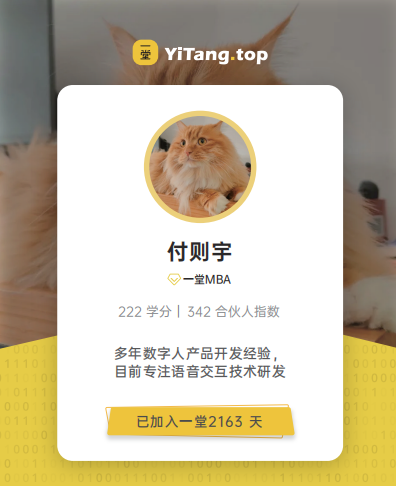 一堂
YiTang.top
付则宇
一堂MBA
222 学分 | 342 合伙人指数
多年数字人产品开发经验，
目前专注语音交互技术研发
已加入一堂2163 天